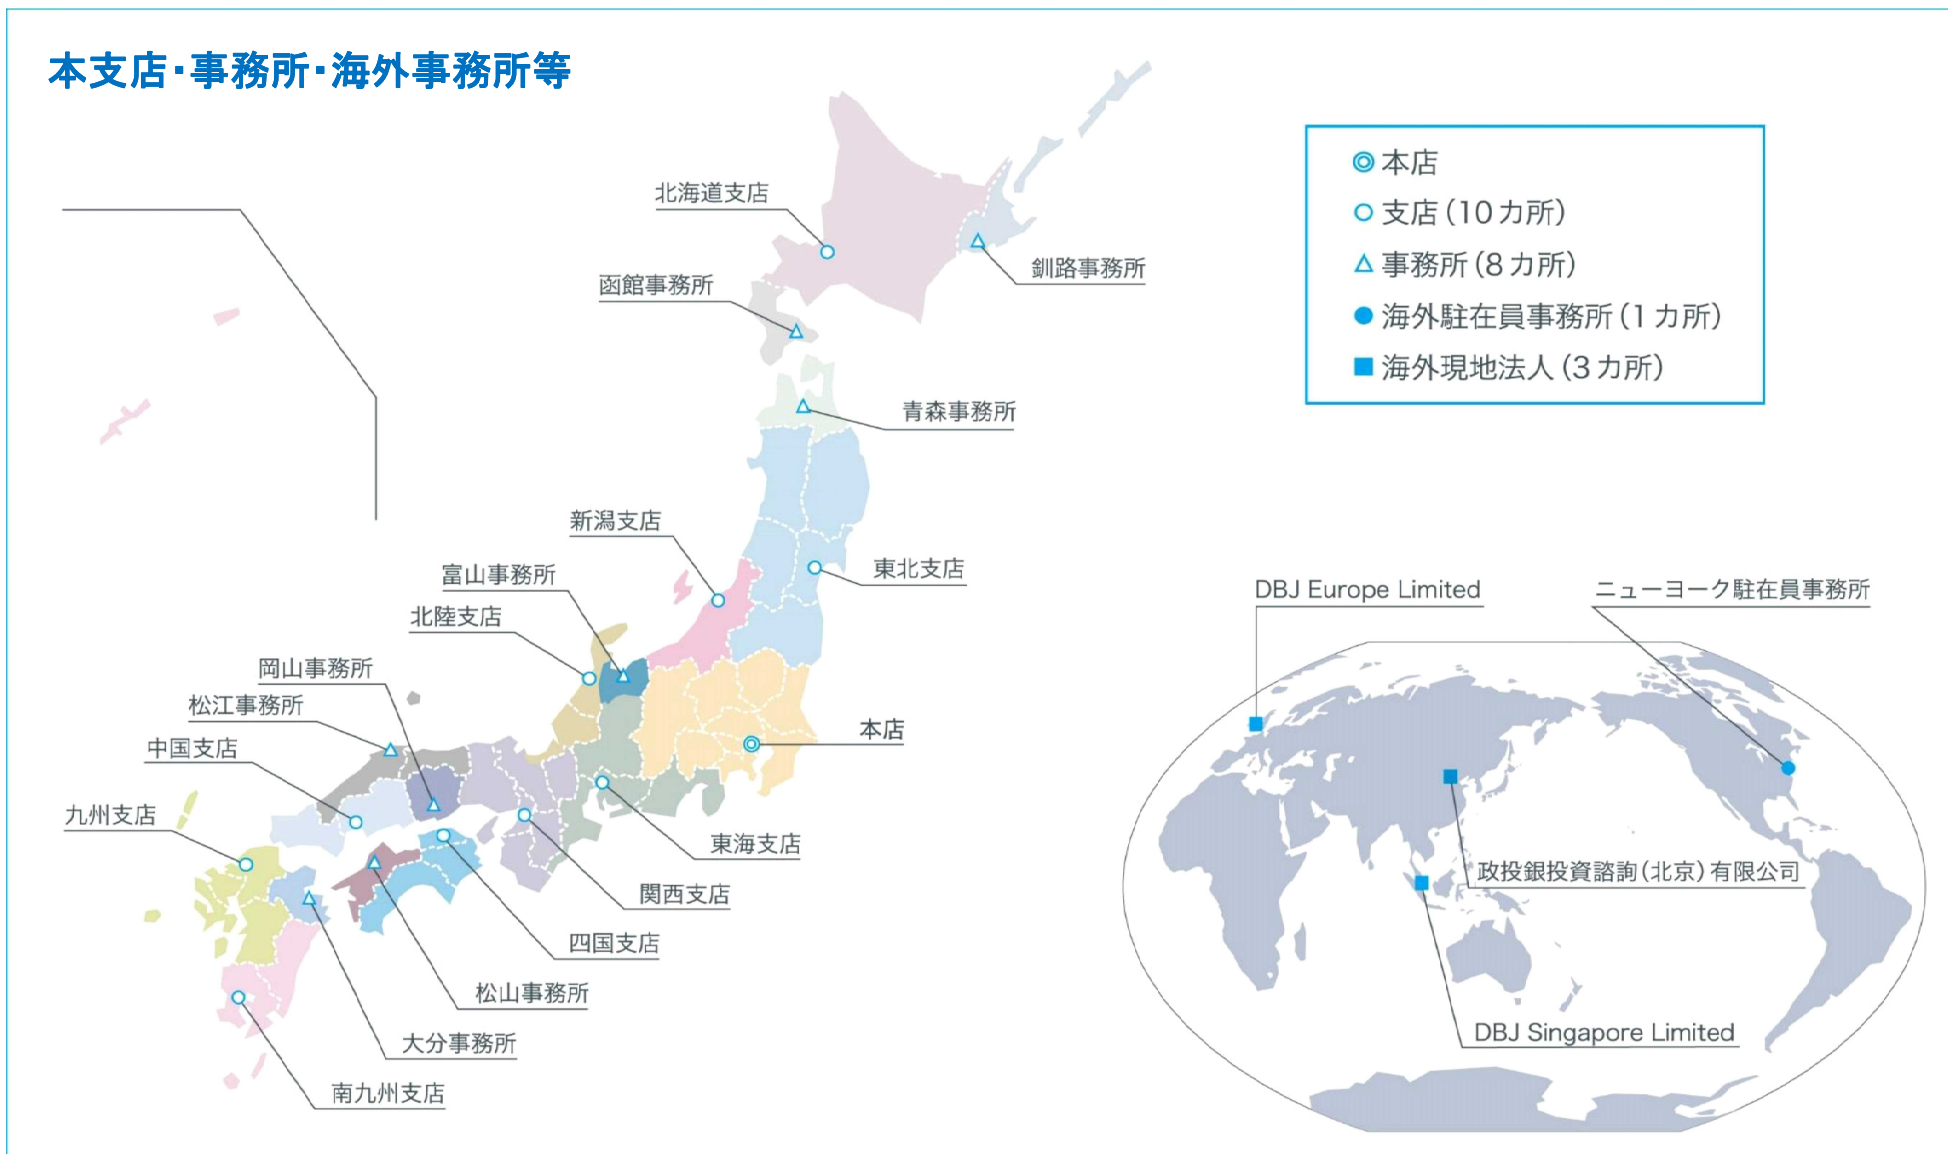 本支店・事務所・海外事務所等
本店
支店(10カ所)
事務所(8カ所)
海外駐在員事務所(1カ所)
海外現地法人(3カ所)
北海道支店
釧路事務所
函館事務所
青森事務所
新潟支店
東北支店
富山事務所
北陸支店
岡山事務所
松江事務所
本店
中国支店
九州支店
東海支店
関西支店
四国支店
松山事務所
大分事務所
南九州支店
DBJ Europe Limited
ニューヨーク駐在員事務所
政投銀投資諮詢(北京)有限公司
DBJ Singapore Limited